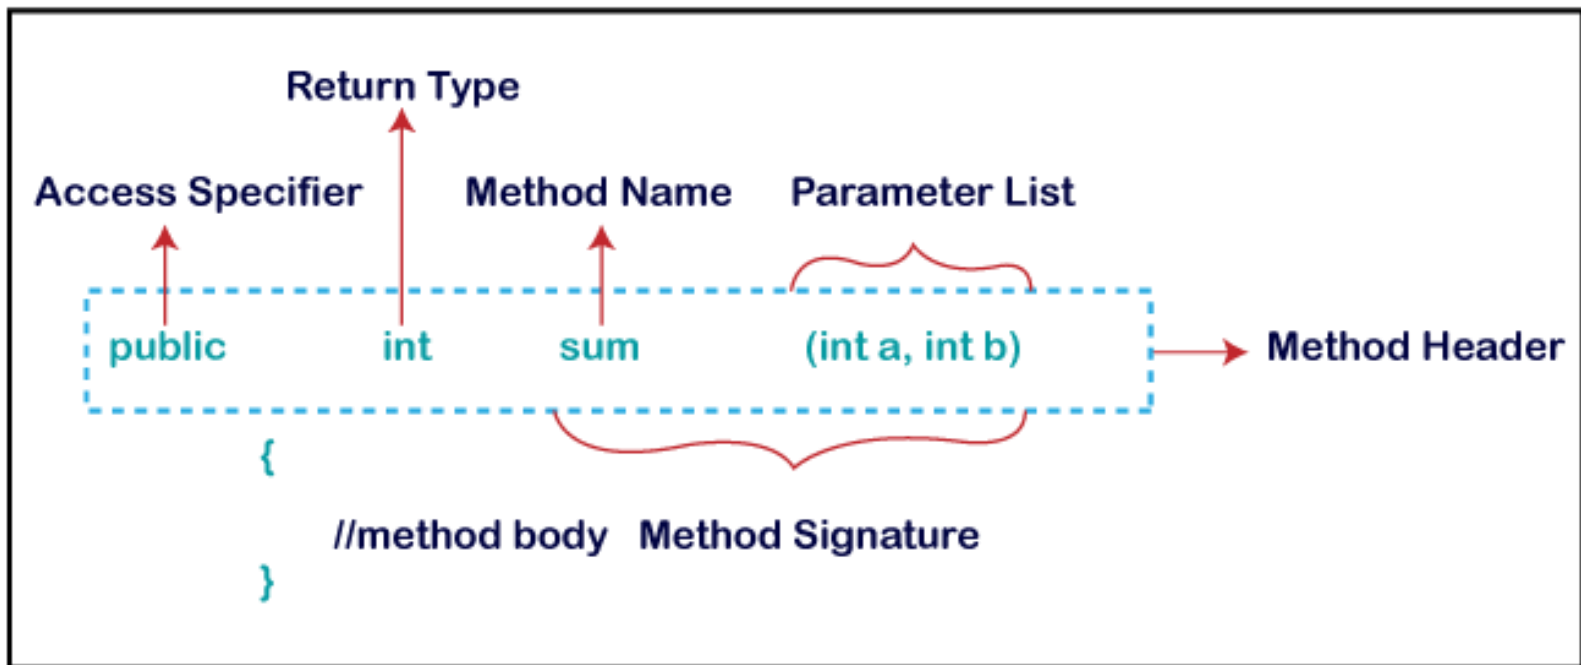 Return Type
Access Specifier Method Name Parameter List
public int sum (int a, int b) Method Header
{
//method body Method Signature
}